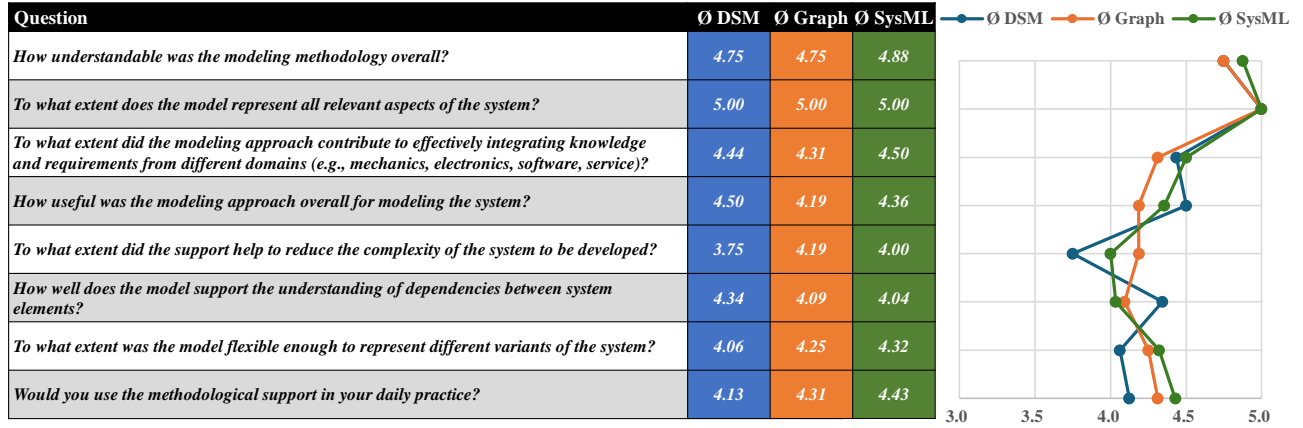 Question Ø DSM Ø Graph Ø SysML
How understandable was the modeling methodology overall? 4.75 4.75 4.88
To what extent does the model represent all relevant aspects of the system? 5.00 5.00 5.00
To what extent did the modeling approach contribute to effectively integrating knowledge
and requirements from different domains (e.g., mechanics, electronics, software, service)? 4.44 4.31 4.50
How useful was the modeling approach overall for modeling the system? 4.50 4.19 4.36
To what extent did the support help to reduce the complexity of the system to be developed? 3.75 4.19 4.00
How well does the model support the understanding of dependencies between system
elements? 4.34 4.09 4.04
To what extent was the model flexible enough to represent different variants of the system? 4.06 4.25 4.32
Would you use the methodological support in your daily practice? 4.13 4.31 4.43
Ø DSM Ø Graph Ø SysML
3.0 3.5 4.0 4.5 5.0